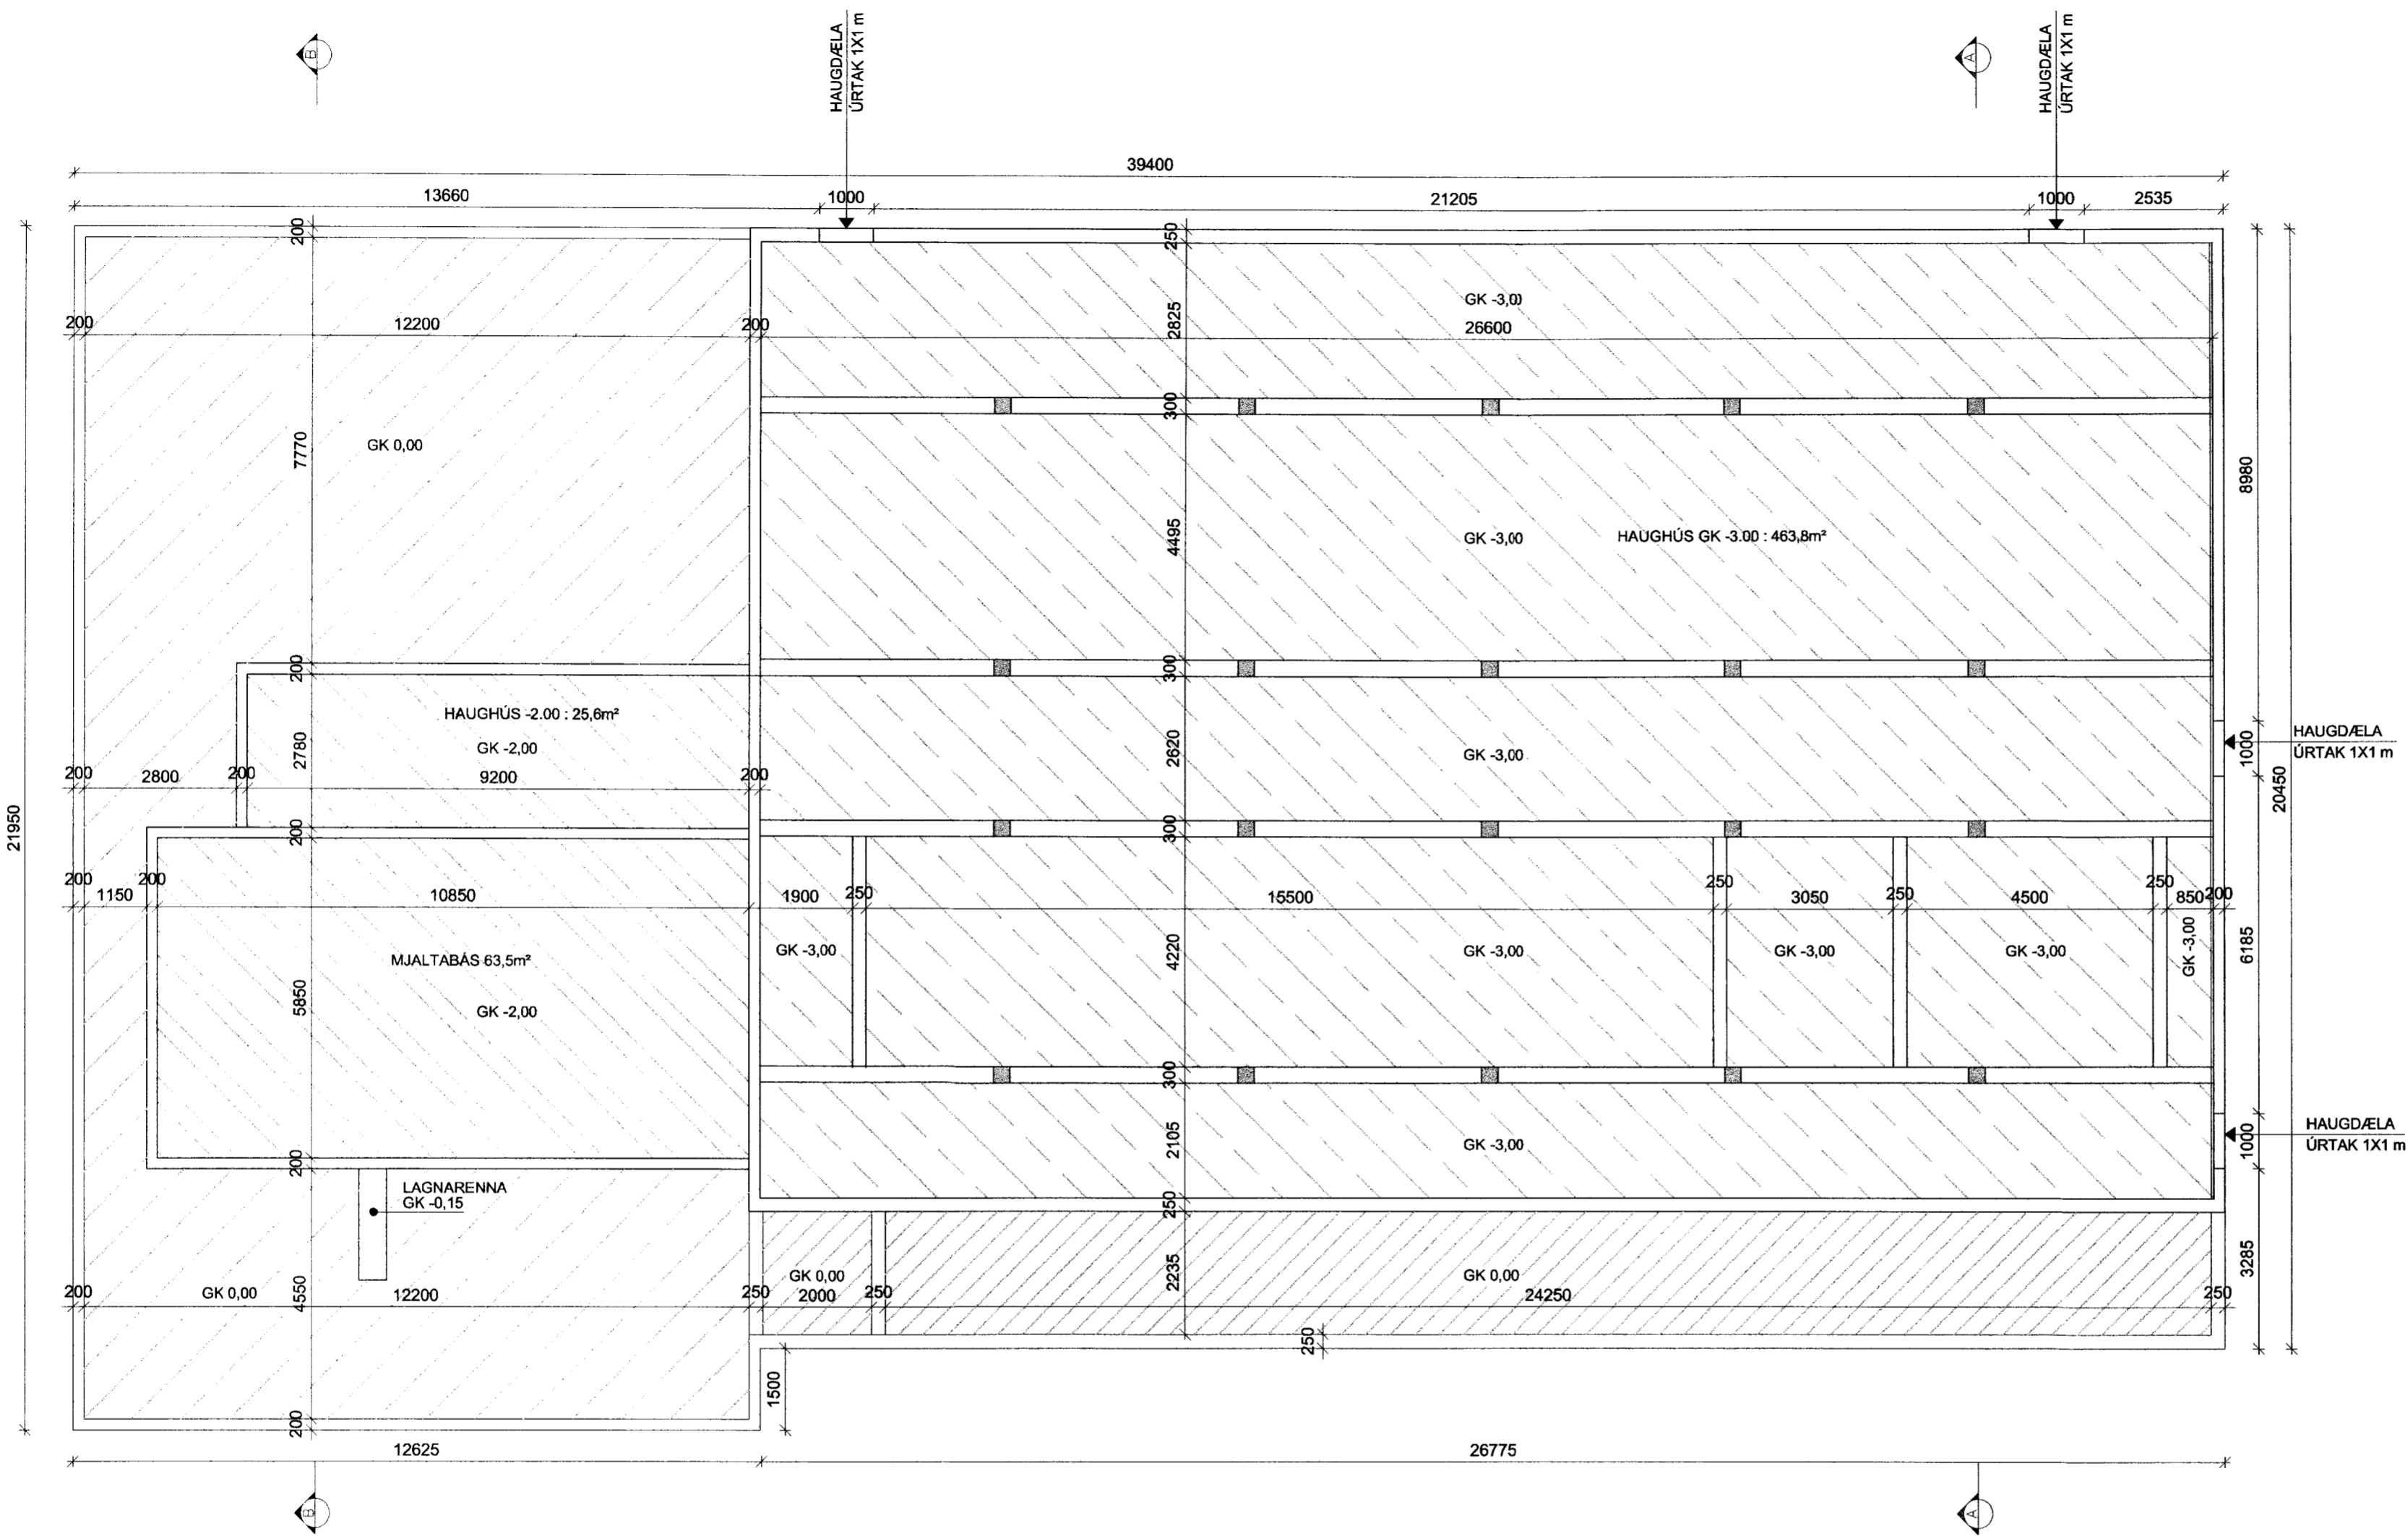 B
HAUGDÆLA
ÚRTAK 1X1 m
A
HAUGDÆLA
ÚRTAK 1X1 m
39400
13660
1000
21205
1000
2535
200
250
GK -3,00
200
12200
200
2825
26600
300
GK 0,00
7770
8980
4495
GK -3,00
HAUGHÚS GK -3.00 : 463,8m²
200
300
HAUGHÚS -2.00 : 25,6m²
GK -2,00
2780
2620
GK -3,00
1000
HAUGDÆLA
ÚRTAK 1X1 m
200
2800
200
9200
200
20450
21950
200
300
200
1150
200
10850
1900
250
15500
250
3050
250
4500
250
850
200
MJALTABÁS 63,5m²
GK -3,00
4220
GK -3,00
GK -3,00
GK -3,00
GK -3,00
6185
5850
GK -2,00
300
2105
GK -3,00
1000
HAUGDÆLA
ÚRTAK 1X1 m
200
LAGNARENNA
GK -0,15
250
2235
GK 0,00
GK 0,00
3285
200
GK 0,00
4550
12200
250
2000
250
24250
250
250
1500
200
12625
26775
B
A